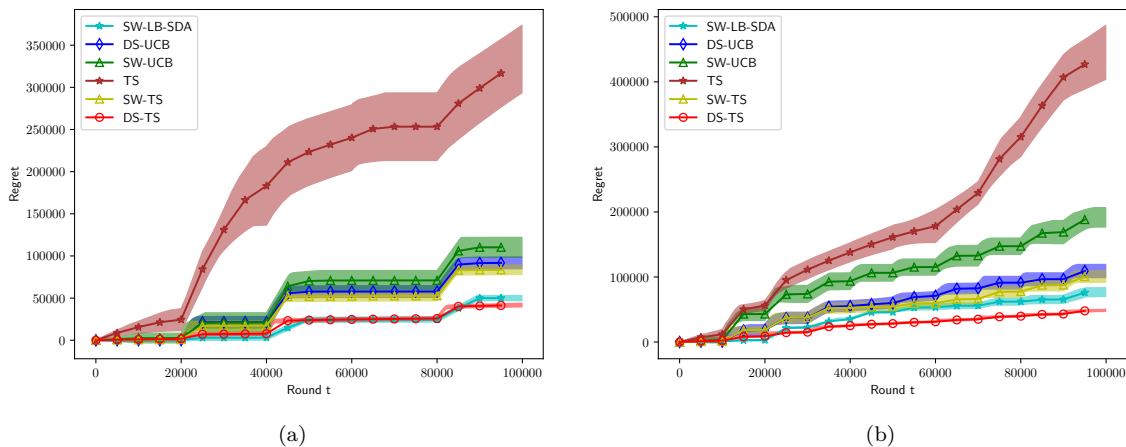 SW-LB-SDA
DS-UCB
SW-UCB
TS
SW-TS
DS-TS
350000
300000
250000
200000
150000
100000
50000
0
Regret
0
20000
40000
60000
80000
100000
Round t
(a)
SW-LB-SDA
DS-UCB
SW-UCB
TS
SW-TS
DS-TS
500000
400000
300000
200000
100000
0
Regret
0
20000
40000
60000
80000
100000
Round t
(b)